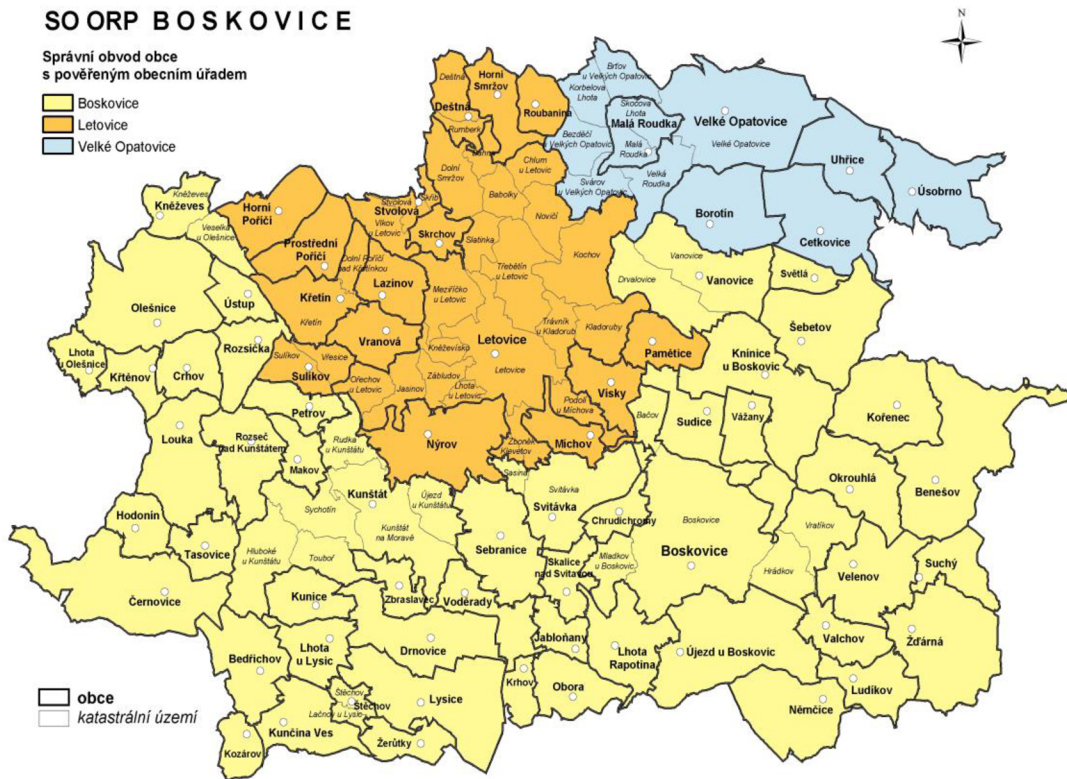 SO ORP B O S K O V I C E
N
Správní obvod obce
s pověřeným obecním úřadem
Boskovice
Letovice
Velké Opatovice
Deštná
Horní
Smržov
Deštná
Rumberk
Roubanina
Brťov
u Velkých Opatovic
Korbelova
Lhota
Skočova
Lhota
Malá Roudka
Malá
Roudka
Bezděčí
u Velkých Opatovic
Velké Opatovice
Velké Opatovice
Velká
Roudka
Svárov
u Velkých Opatovic
Uhřice
Úsobrno
Borotín
Cetkovice
Dolní
Smržov
Chlum
u Letovic
Babolky
Novičí
Kněževes
Kněževes
Veselka
u Olešnice
Horní
Poříčí
Prostřední
Poříčí
Stvolová
Stvolová
Vlkov
u Letovic
Skrchov
Slatinka
Dolní Poříčí
nad Křetínkou
Třebětín
u Letovic
Kochov
Drvalovice
Vanovice
Vanovice
Světlá
Olešnice
Ústup
Křetín
Křetín
Lazinov
Meziříčko
u Letovic
Vranová
Letovice
Letovice
Trávník
u Kladorub
Kladoruby
Pamětice
Šebetov
Knínice
u Boskovic
Lhota
u Olešnice
Křtěnov
Crhov
Rozsíčka
Sulíkov
Vřesice
Sulíkov
Kněževísko
Zábludov
Ořechov
u Letovic
Jasinov
Lhota
u Letovic
Visky
Podolí
u Míchova
Bačov
Sudice
Vážany
Kořenec
Petrov
Louka
Rozseč
nad Kunštátem
Makov
Rudka
u Kunštátu
Nýrov
Zboněk
Klevetov
Míchov
Sasina
Okrouhlá
Benešov
Kunštát
Újezd
u Kunštátu
Sychotín
Kunštát
na Moravě
Svitávka
Svitávka
Chrudichromy
Boskovice
Boskovice
Vratíkov
Hodonín
Tasovice
Hluboké
u Kunštátu
Touboř
Sebranice
Skalice
nad Svitavou
Mladkov
u Boskovic
Hrádkov
Velenov
Suchý
Černovice
Kunice
Zbraslavec
Voděrady
Bedřichov
Lhota
u Lysic
Drnovice
Jabloňany
Lhota
Rapotina
Újezd u Boskovic
Valchov
Žďárná
Štěchov
Štěchov
Lačnov u Lysic
Lysice
Krhov
Obora
Ludíkov
Němčice
Kozárov
Kunčina Ves
Žerůtky
obce
katastrální území